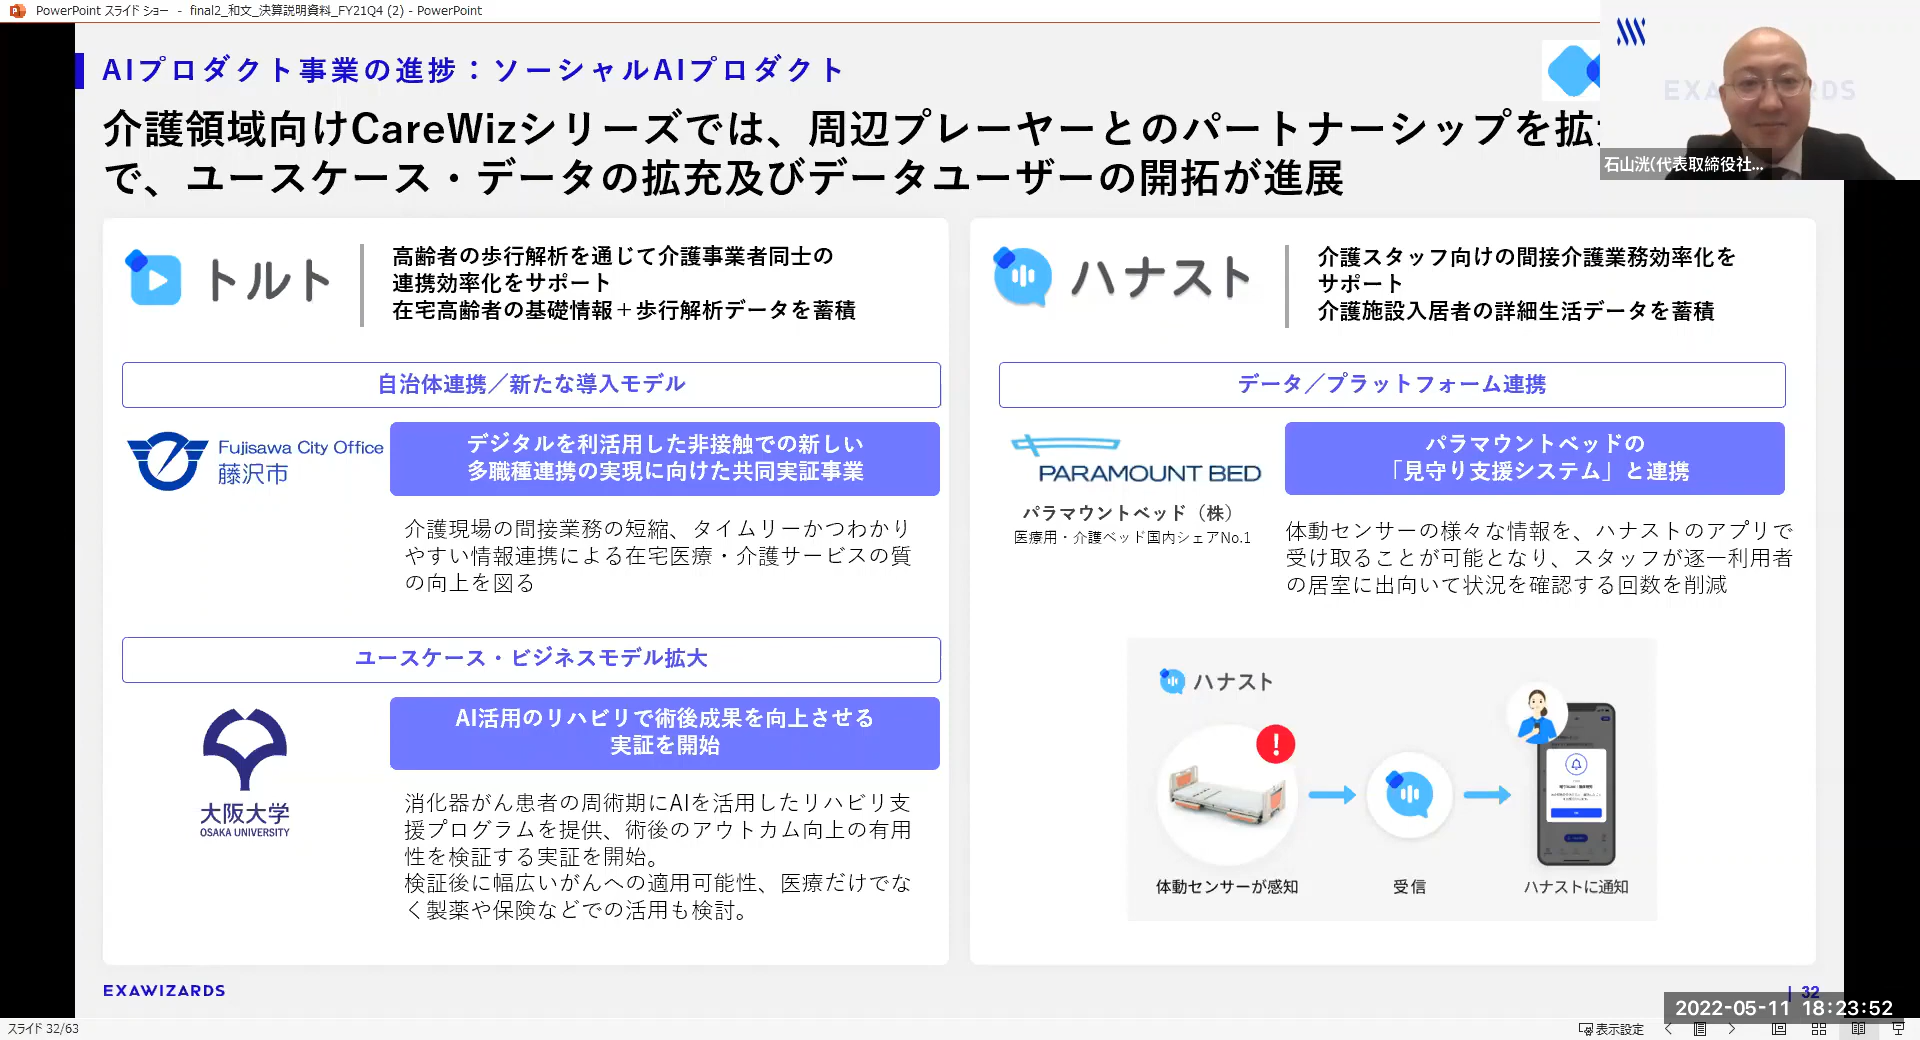 PowerPoint スライド ショー - final2_和文_決算説明資料_FY21Q4 (2) - PowerPoint
AIプロダクト事業の進捗：ソーシャルAIプロダクト
介護領域向けCareWizシリーズでは、周辺プレーヤーとのパートナーシップを拡
で、ユースケース・データの拡充及びデータユーザーの開拓が進展
EXAWIZARDS
石山洸(代表取締役社...
トルト
高齢者の歩行解析を通じて介護事業者同士の
連携効率化をサポート
在宅高齢者の基礎情報＋歩行解析データを蓄積
自治体連携／新たな導入モデル
Fujisawa City Office
藤沢市
デジタルを利活用した非接触での新しい
多職種連携の実現に向けた共同実証事業
介護現場の間接業務の短縮、タイムリーかつわかり
やすい情報連携による在宅医療・介護サービスの質
の向上を図る
ユースケース・ビジネスモデル拡大
大阪大学
OSAKA UNIVERSITY
AI活用のリハビリで術後成果を向上させる
実証を開始
消化器がん患者の周術期にAIを活用したリハビリ支
援プログラムを提供、術後のアウトカム向上の有用
性を検証する実証を開始。
検証後に幅広いがんへの適用可能性、医療だけでな
く製薬や保険などでの活用も検討。
ハナスト
介護スタッフ向けの間接介護業務効率化を
サポート
介護施設入居者の詳細生活データを蓄積
データ／プラットフォーム連携
PARAMOUNT BED
パラマウントベッド（株）
医療用・介護ベッド国内シェアNo.1
パラマウントベッドの
「見守り支援システム」と連携
体動センサーの様々な情報を、ハナストのアプリで
受け取ることが可能となり、スタッフが逐一利用者
の居室に出向いて状況を確認する回数を削減
ハナスト
!
体動センサーが感知
受信
ハナストに通知
EXAWIZARDS
| 32
2022-05-11 18:23:52
スライド 32/63
表示設定